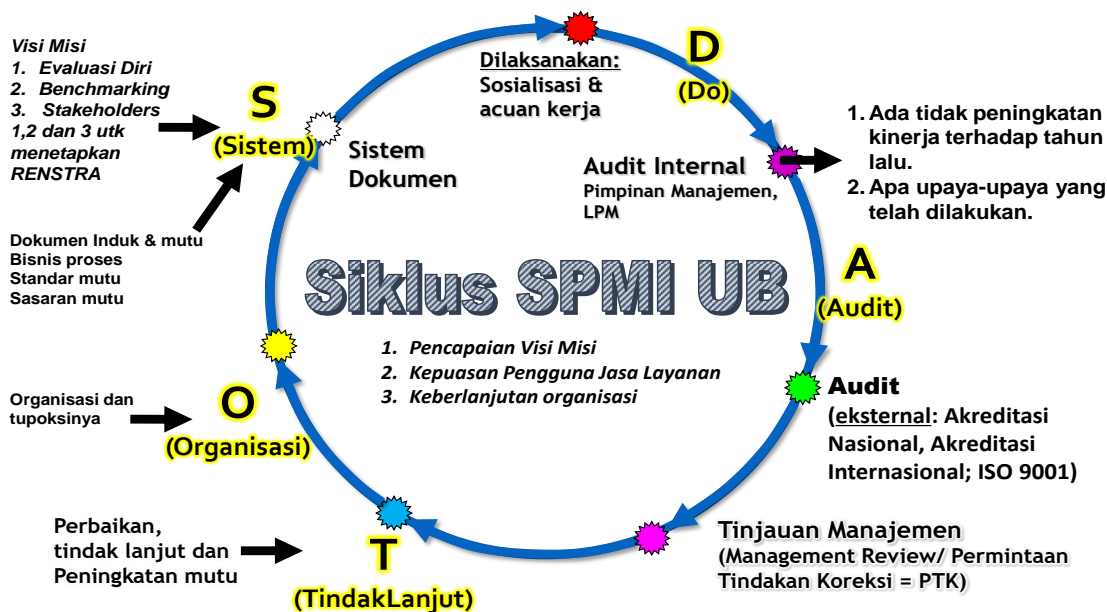 Visi Misi
1. Evaluasi Diri
2. Benchmarking
3. Stakeholders
1,2 dan 3 utk
menetapkan
RENSTRA
S
(Sistem)
Sistem
Dokumen
Dokumen Induk & mutu
Bisnis proses
Standar mutu
Sasaran mutu
Dilaksanakan:
Sosialisasi &
acuan kerja
D
(Do)
Audit Internal
Pimpinan Manajemen,
LPM
1. Ada tidak peningkatan
kinerja terhadap tahun
lalu.
2. Apa upaya-upaya yang
telah dilakukan.
A
(Audit)
Siklus SPMI UB
1. Pencapaian Visi Misi
2. Kepuasan Pengguna Jasa Layanan
3. Keberlanjutan organisasi
Audit
(eksternal: Akreditasi
Nasional, Akreditasi
Internasional; ISO 9001)
Tinjauan Manajemen
(Management Review/ Permintaan
Tindakan Koreksi = PTK)
T
(TindakLanjut)
Perbaikan,
tindak lanjut dan
Peningkatan mutu
O
(Organisasi)
Organisasi dan
tupoksinya